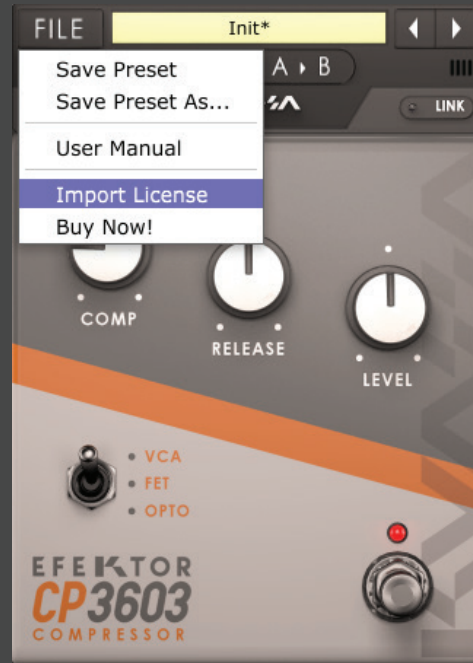 FILE
Init*
Save Preset
Save Preset As...
User Manual
Import License
Buy Now!
A B
LINK
COMP
RELEASE
LEVEL
VCA
FET
OPTO
EFEKTOR
CP3603
COMPRESSOR